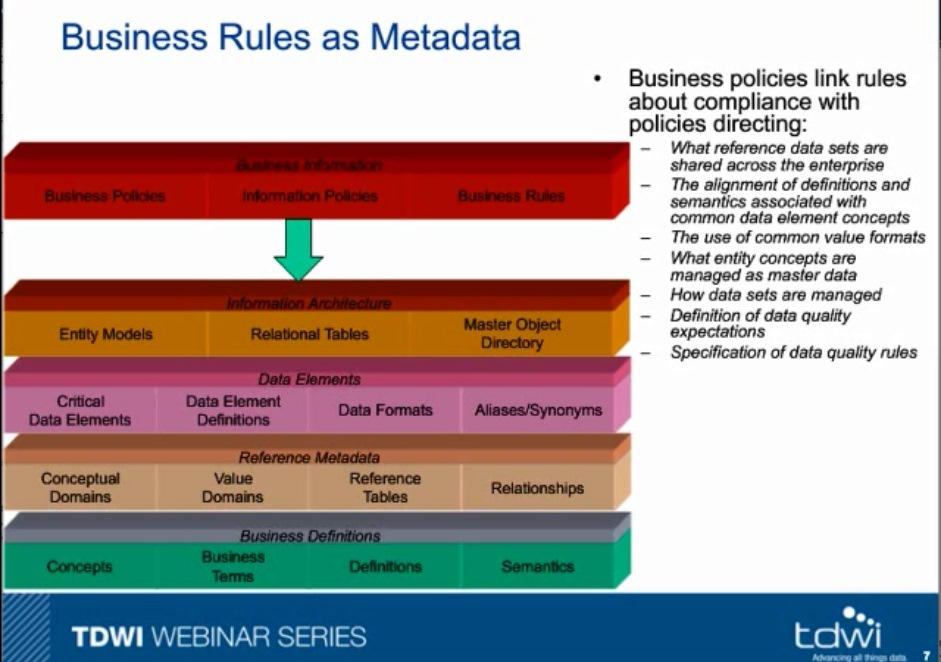 Business Rules as Metadata
• Business policies link rules
about compliance with
policies directing:
– What reference data sets are
shared across the enterprise
– The alignment of definitions and
semantics associated with
common data element concepts
– The use of common value formats
– What entity concepts are
managed as master data
– How data sets are managed
– Definition of data quality
expectations
– Specification of data quality rules
Business Information
Business Policies
Information Policies
Business Rules
Information Architecture
Entity Models
Relational Tables
Master Object
Directory
Data Elements
Critical
Data Elements
Data Element
Definitions
Data Formats
Aliases/Synonyms
Reference Metadata
Conceptual
Domains
Value
Domains
Reference
Tables
Relationships
Business Definitions
Concepts
Business
Terms
Definitions
Semantics
TDWI WEBINAR SERIES
tdwi
Advancing all things data
7